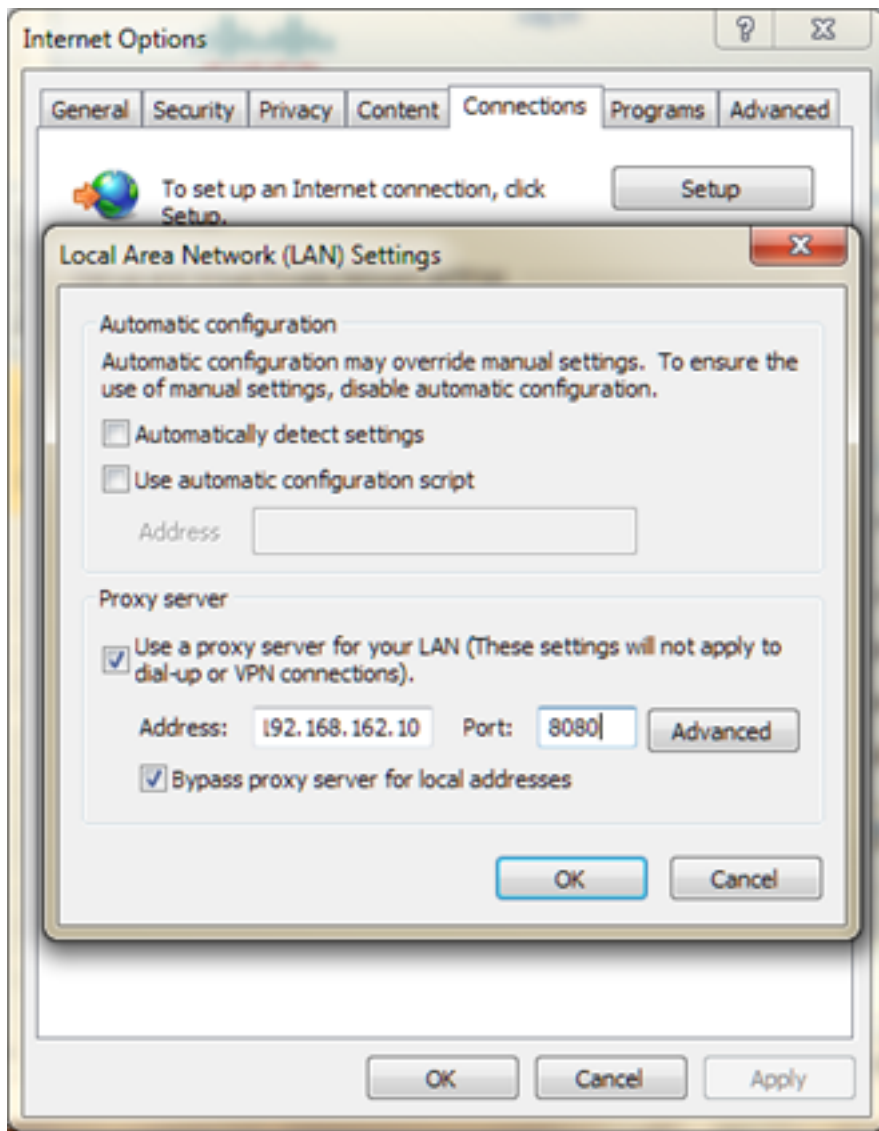 Internet Options
General Security Privacy Content Connections Programs Advanced
To set up an Internet connection, click
Setup.
Setup
Local Area Network (LAN) Settings
Automatic configuration
Automatic configuration may override manual settings. To ensure the
use of manual settings, disable automatic configuration.
Automatically detect settings
Use automatic configuration script
Address
Proxy server
Use a proxy server for your LAN (These settings will not apply to
dial-up or VPN connections).
Address: 192.168.162.10 Port: 8080 Advanced
Bypass proxy server for local addresses
OK Cancel
OK Cancel Apply